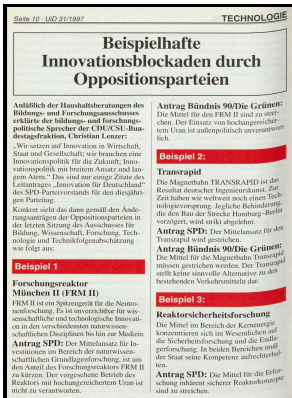 Seite 10 · UiD 31/1997
TECHNOLOGIE
Beispielhafte
Innovationsblockaden durch
Oppositionsparteien
Anläßlich der Haushaltsberatungen des
Bildungs- und Forschungsausschusses
erklärte der bildungs- und forschungs-
politische Sprecher der CDU/CSU-Bun-
destagsfraktion, Christian Lenzer:
„Wir setzen auf Innovation in Wirtschaft,
Staat und Gesellschaft; wir brauchen eine
Innovationspolitik für die Zukunft; Inno-
vationspolitik mit breitem Ansatz und lan-
gem Atem." Das sind nur einige Zitate des
Leitantrages „Innovation für Deutschland"
des SPD-Parteivorstands für den diesjähri-
gen Parteitag.
Konkret sieht das dann gemäß den Ände-
rungsanträgen der Oppositionsparteien in
der letzten Sitzung des Ausschusses für
Bildung, Wissenschaft, Forschung, Tech-
nologie und Technikfolgenabschätzung
wie folgt aus:
Beispiel 1
Forschungsreaktor
München II (FRM II)
FRM II ist ein Spitzengerät für die Neutro-
nenforschung. Es ist unverzichtbar für wis-
senschaftliche und technologische Innovati-
on in den verschiedensten naturwissen-
schaftlichen Disziplinen bis hin zur Medizin.
Antrag SPD: Der Mittelansatz für In-
vestitionen im Bereich der naturwissen-
schaftlichen Grundlagenforschung, ist um
den Anteil des Forschungsreaktors FRM II
zu kürzen. Der vorgesehene Betrieb des
Reaktors mit hochangereichertem Uran ist
nicht zu verantworten.
Antrag Bündnis 90/Die Grünen:
Die Mittel für den FRM II sind zu strei-
chen. Der Einsatz von hochangereicher-
tem Uran ist außenpolitisch unverantwort-
lich.
Beispiel 2:
Transrapid
Die Magnetbahn TRANSRAPID ist das
Resultat deutscher Ingenieurskunst. Zur
Zeit haben wir weltweit noch einen Tech-
nologievorsprung. Jegliche Behinderung,
die den Bau der Strecke Hamburg–Berlin
verzögert, wird strikt abgelehnt.
Antrag SPD: Der Mittelansatz für den
Transrapid wird gestrichen.
Antrag Bündnis 90/Die Grünen:
Die Mittel für die Magnetbahn Transrapid
müssen gestrichen werden. Der Transrapid
stellt keine sinnvolle Alternative zu den
bestehenden Verkehrsmitteln dar.
Beispiel 3:
Reaktorsicherheitsforschung
Die Mittel im Bereich der Kernenergie
konzentrieren sich im Wesentlichen auf
die Sicherheitsforschung und die Endla-
gerforschung. In beiden Bereichen muß
der Staat seine Kompetenz aufrechterhal-
ten.
Antrag SPD: Die Mittel für die Erfor-
schung inhärent sicherer Reaktorkonzepte
sind zu streichen.